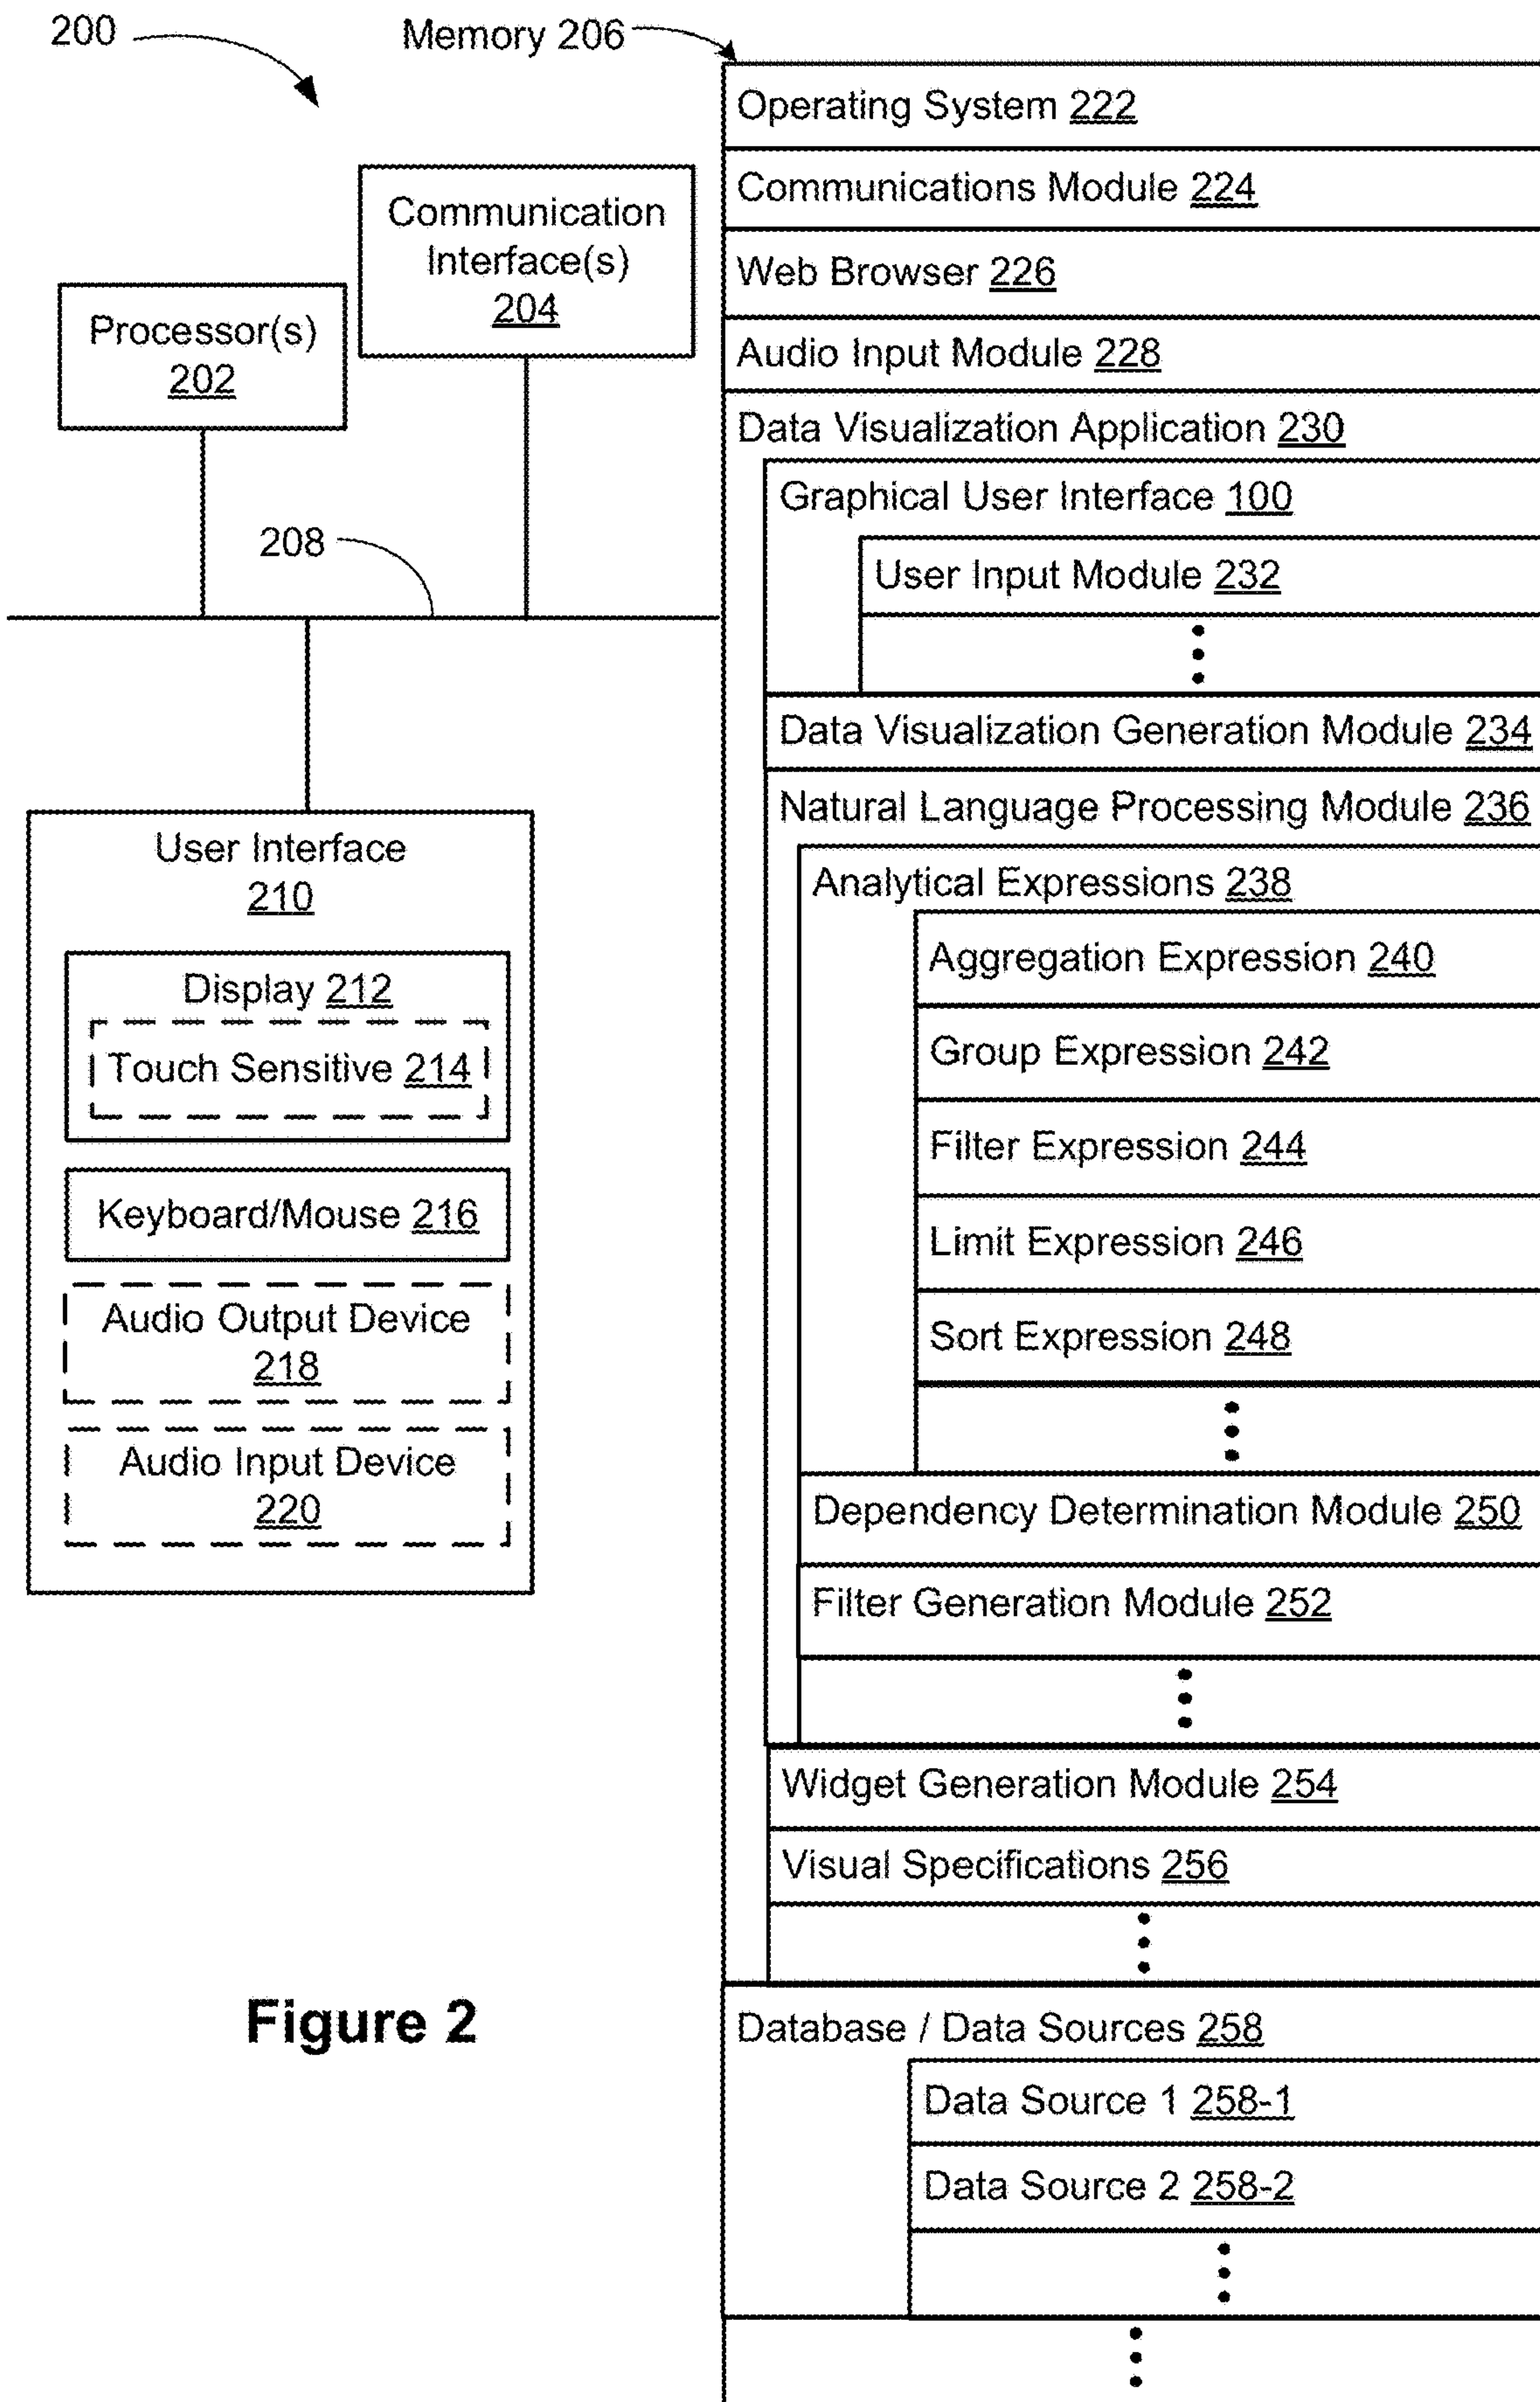 200
Memory 206
Operating System 222
Communications Module 224
Web Browser 226
Audio Input Module 228
Data Visualization Application 230
Graphical User Interface 100
User Input Module 232
Data Visualization Generation Module 234
Natural Language Processing Module 236
Analytical Expressions 238
Aggregation Expression 240
Group Expression 242
Filter Expression 244
Limit Expression 246
Sort Expression 248
Dependency Determination Module 250
Filter Generation Module 252
Widget Generation Module 254
Visual Specifications 256
Database / Data Sources 258
Data Source 1 258-1
Data Source 2 258-2
Communication
Interface(s)
204
Processor(s)
202
208
User Interface
210
Display 212
Touch Sensitive 214
Keyboard/Mouse 216
Audio Output Device
218
Audio Input Device
220
Figure 2